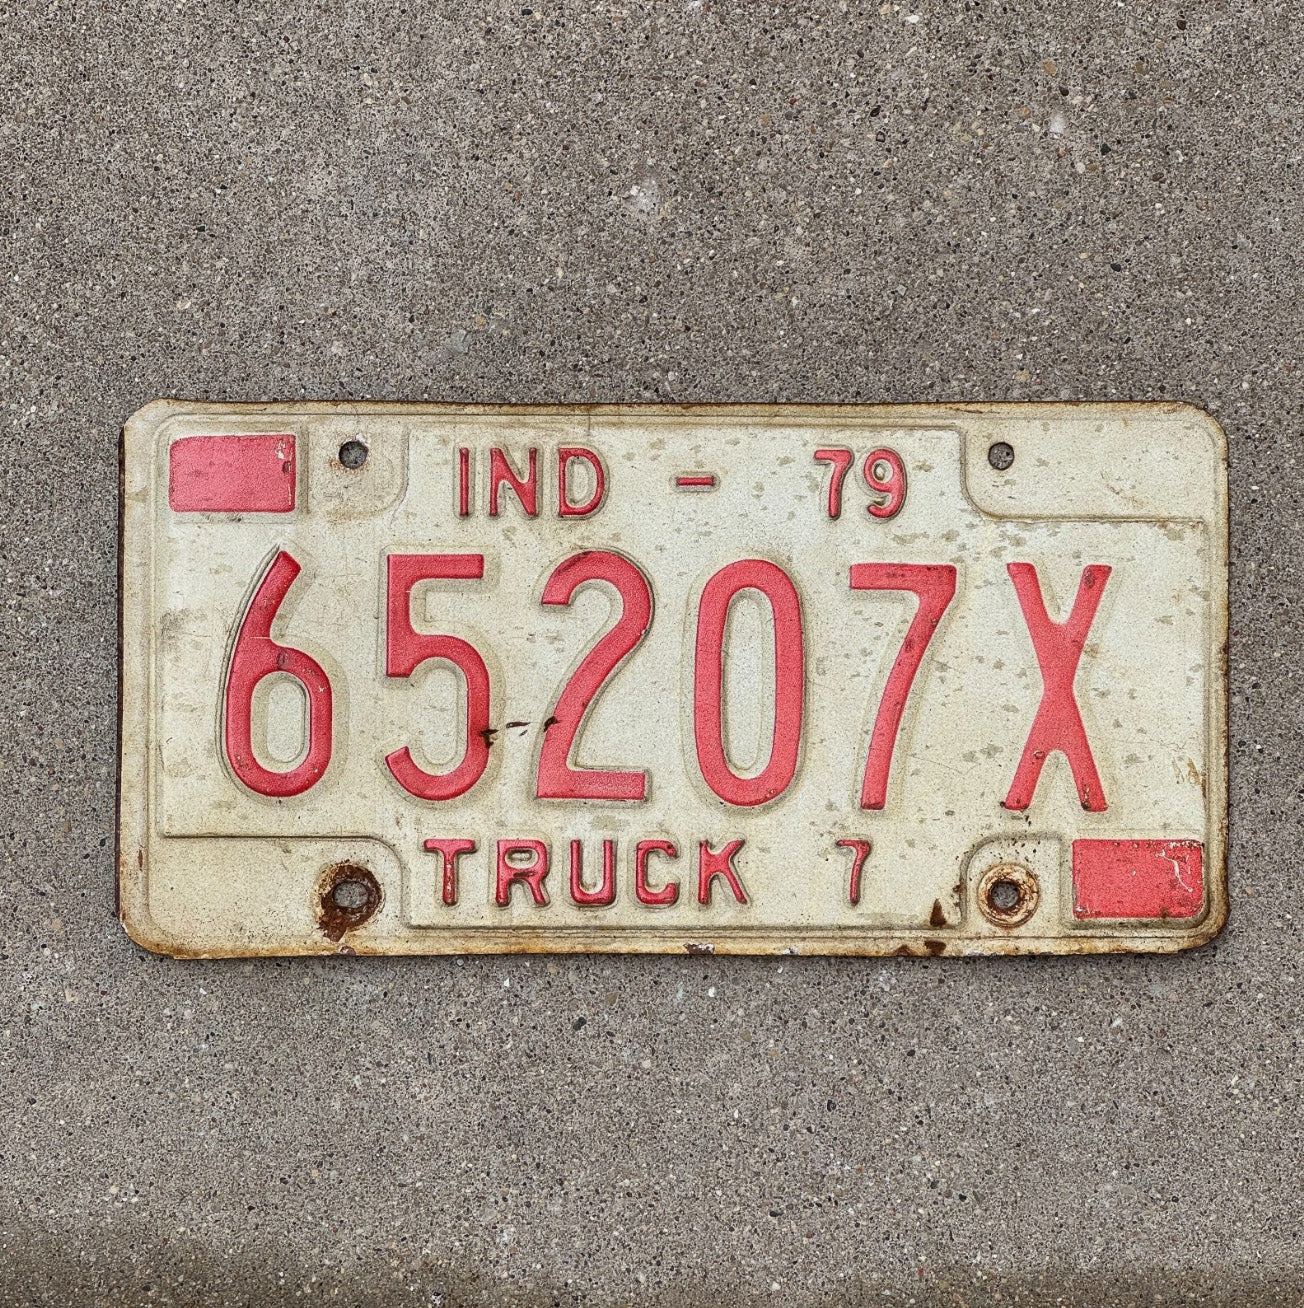 IND - 79
65207X
TRUCK 7